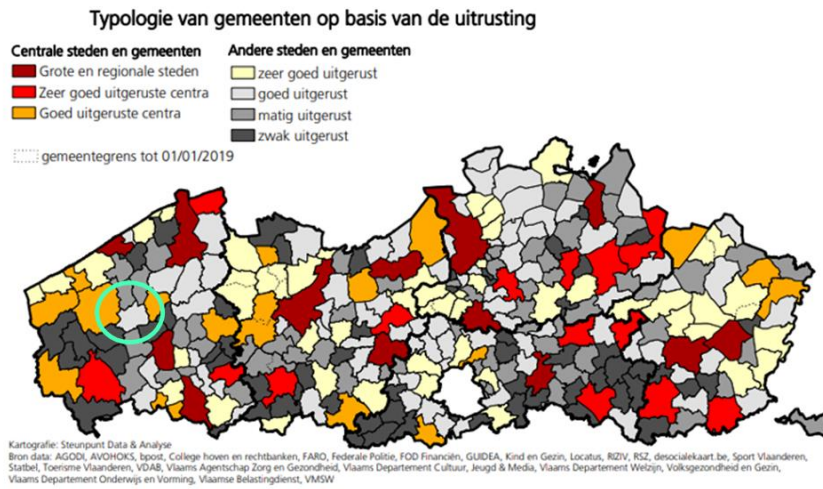 Typologie van gemeenten op basis van de uitrusting
Centrale steden en gemeenten
Grote en regionale steden
Zeer goed uitgeruste centra
Goed uitgeruste centra
gemeentegrens tot 01/01/2019
Andere steden en gemeenten
zeer goed uitgerust
goed uitgerust
matig uitgerust
zwak uitgerust
Kartografie: Steunpunt Data & Analyse
Bron data: AGODI, AVOHOKS, bpost, College hoven en rechtbanken, FARO, Federale Politie, FOD Financiën, GUIDEA, Kind en Gezin, Locatus, RIZIV, RSZ, desocialekaart.be, Sport Vlaanderen,
Statbel, Toerisme Vlaanderen, VDAB, Vlaams Agentschap Zorg en Gezondheid, Vlaams Departement Cultuur, Jeugd & Media, Vlaams Departement Welzijn, Volksgezondheid en Gezin,
Vlaams Departement Onderwijs en Vorming, Vlaamse Belastingdienst, VMSW